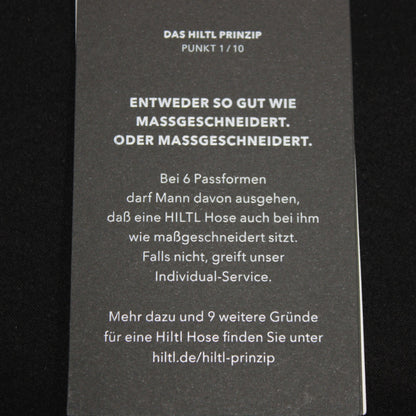 DAS HILTL PRINZIP
PUNKT 1 / 10
ENTWEDER SO GUT WIE
MASSGESCHNEIDERT.
ODER MASSGESCHNEIDERT.
Bei 6 Passformen
darf Mann davon ausgehen,
daß eine HILTL Hose auch bei ihm
wie maßgeschneidert sitzt.
Falls nicht, greift unser
Individual-Service.
Mehr dazu und 9 weitere Gründe
für eine Hiltl Hose finden Sie unter
hiltl.de/hiltl-prinzip